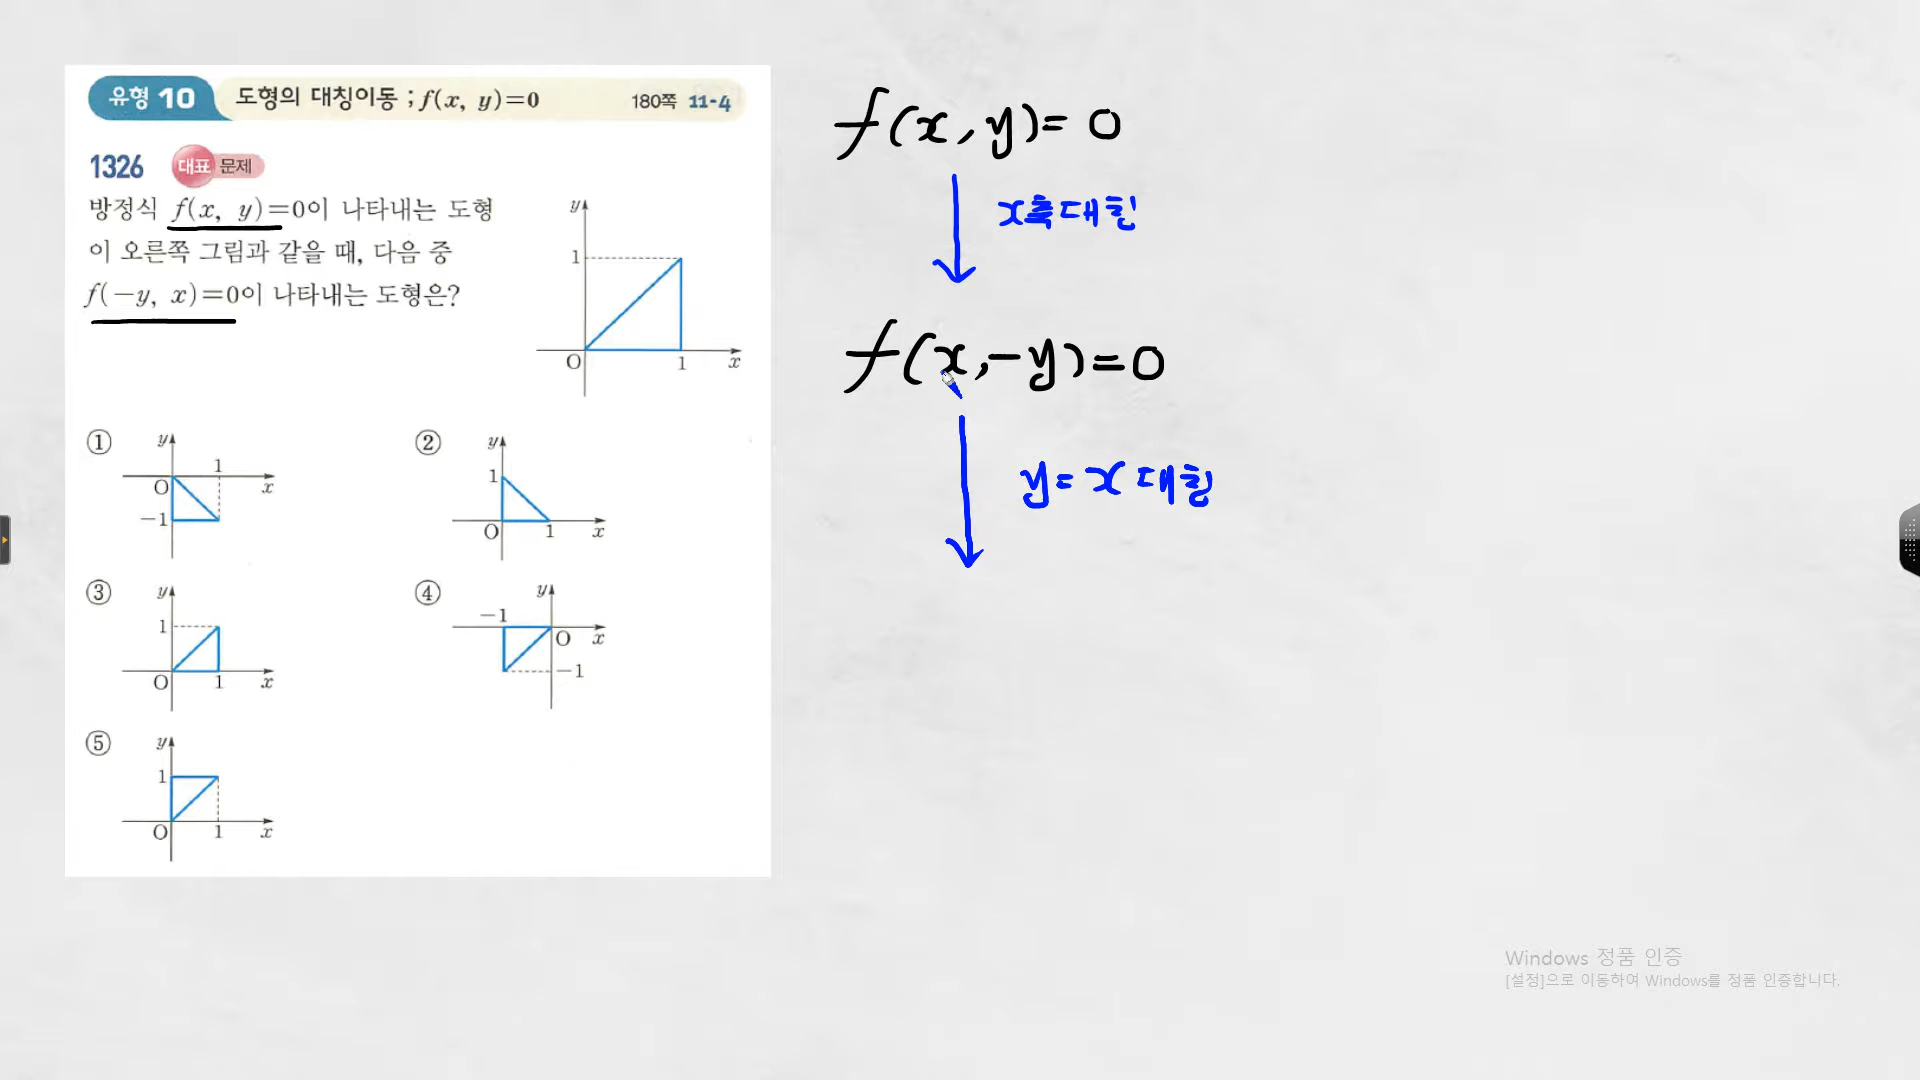 유형 10 도형의 대칭이동 ; f(x, y)=0 180쪽 11-4
1326 대표 문제
방정식 f(x, y)=0이 나타내는 도형
이 오른쪽 그림과 같을 때, 다음 중
f(−y, x)=0이 나타내는 도형은?
y
1
O 1 x
① y
1
O x
−1
② y
1
O 1 x
③ y
1
O 1 x
④ y
−1
O x
−1
⑤ y
1
O 1 x
f(x, y)= 0
x축대칭
f(x,-y)=0
y=x 대칭
Windows 정품 인증
[설정]으로 이동하여 Windows를 정품 인증합니다.